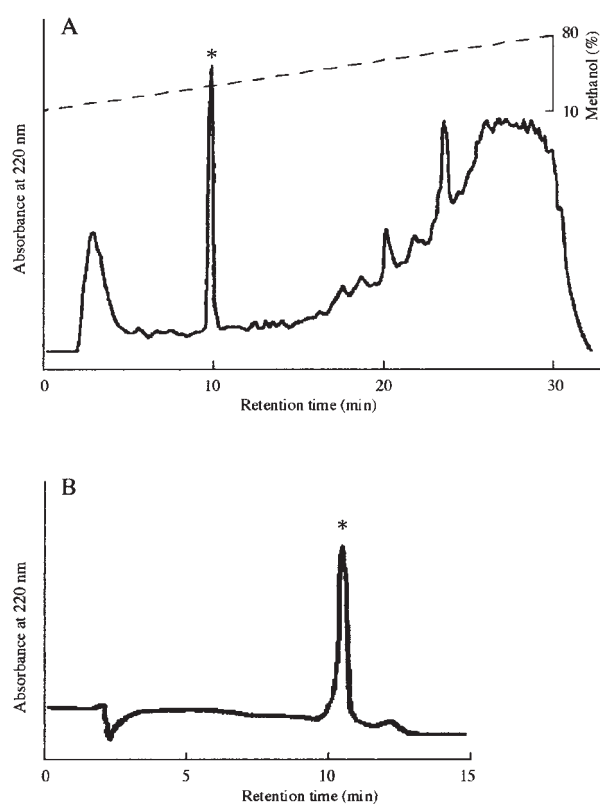 A
*
80
Methanol (%)
10
Absorbance at 220 nm
0 10 20 30
Retention time (min)
B
*
Absorbance at 220 nm
0 5 10 15
Retention time (min)